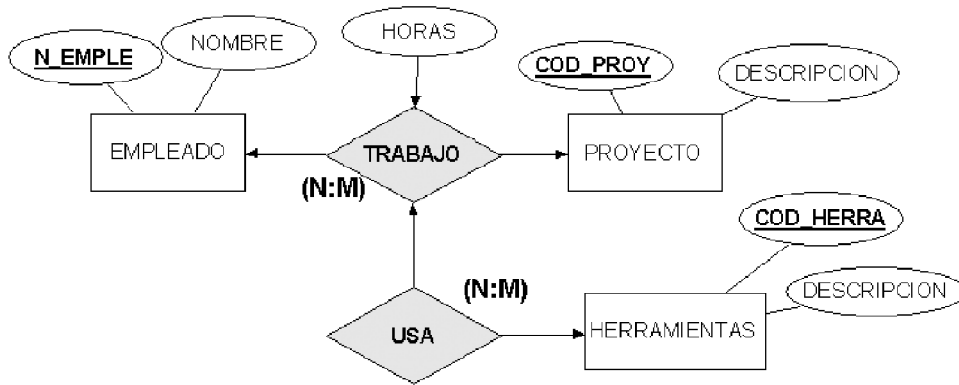 HORAS
N_EMPLE
NOMBRE
COD_PROY
DESCRIPCION
EMPLEADO
TRABAJO
PROYECTO
(N:M)
COD_HERRA
(N:M)
DESCRIPCION
USA
HERRAMIENTAS